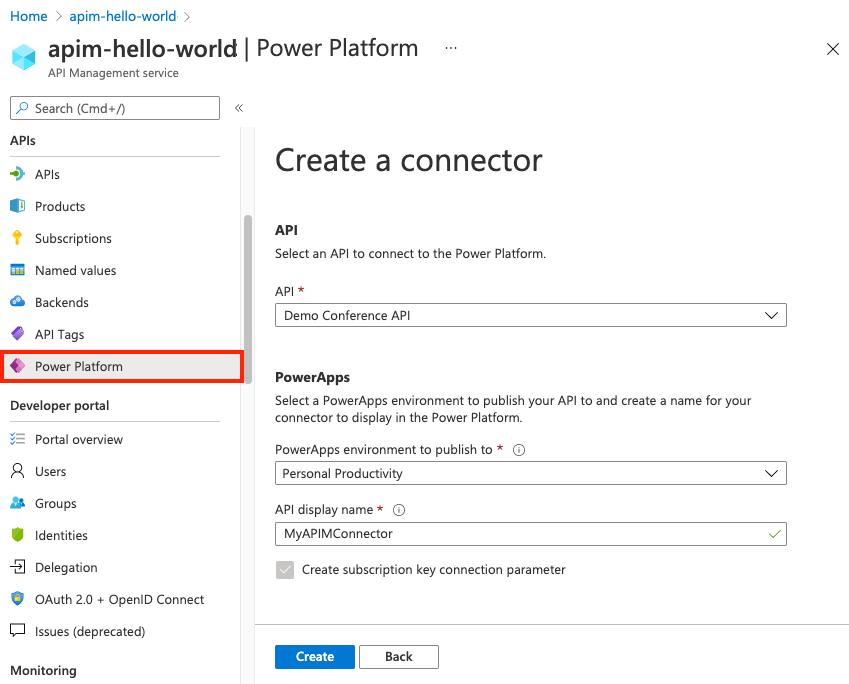 Home > apim-hello-world >
apim-hello-world | Power Platform ...
API Management service
Search (Cmd+/)
«
APIs
APIs
Products
Subscriptions
Named values
Backends
API Tags
Power Platform
Developer portal
Portal overview
Users
Groups
Identities
Delegation
OAuth 2.0 + OpenID Connect
Issues (deprecated)
Monitoring
Create a connector
API
Select an API to connect to the Power Platform.
API *
Demo Conference API
PowerApps
Select a PowerApps environment to publish your API to and create a name for your
connector to display in the Power Platform.
PowerApps environment to publish to *
Personal Productivity
API display name *
MyAPIMConnector
Create subscription key connection parameter
Create
Back